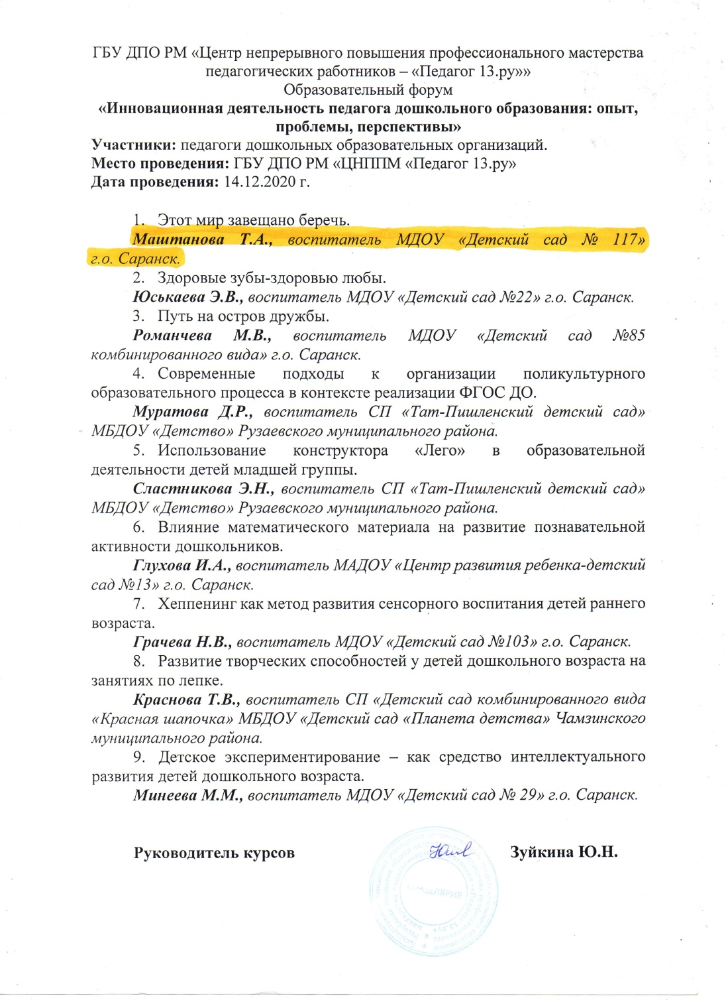 ГБУ ДПО РМ «Центр непрерывного повышения профессионального мастерства
педагогических работников – «Педагог 13.ру»»
Образовательный форум
«Инновационная деятельность педагога дошкольного образования: опыт,
проблемы, перспективы»
Участники: педагоги дошкольных образовательных организаций.
Место проведения: ГБУ ДПО РМ «ЦНППМ «Педагог 13.ру»
Дата проведения: 14.12.2020 г.
1. Этот мир завещано беречь.
Маштанова Т.А., воспитатель МДОУ «Детский сад № 117»
г.о. Саранск.
2. Здоровые зубы-здоровью любы.
Юськаева Э.В., воспитатель МДОУ «Детский сад №22» г.о. Саранск.
3. Путь на остров дружбы.
Романчева М.В., воспитатель МДОУ «Детский сад №85
комбинированного вида» г.о. Саранск.
4. Современные подходы к организации поликультурного
образовательного процесса в контексте реализации ФГОС ДО.
Муратова Д.Р., воспитатель СП «Тат-Пишленский детский сад»
МБДОУ «Детство» Рузаевского муниципального района.
5. Использование конструктора «Лего» в образовательной
деятельности детей младшей группы.
Сластникова Э.Н., воспитатель СП «Тат-Пишленский детский сад»
МБДОУ «Детство» Рузаевского муниципального района.
6. Влияние математического материала на развитие познавательной
активности дошкольников.
Глухова И.А., воспитатель МАДОУ «Центр развития ребенка-детский
сад №13» г.о. Саранск.
7. Хеппенинг как метод развития сенсорного воспитания детей раннего
возраста.
Грачева Н.В., воспитатель МДОУ «Детский сад №103» г.о. Саранск.
8. Развитие творческих способностей у детей дошкольного возраста на
занятиях по лепке.
Краснова Т.В., воспитатель СП «Детский сад комбинированного вида
«Красная шапочка» МБДОУ «Детский сад «Планета детства» Чамзинского
муниципального района.
9. Детское экспериментирование – как средство интеллектуального
развития детей дошкольного возраста.
Минеева М.М., воспитатель МДОУ «Детский сад № 29» г.о. Саранск.
Руководитель курсов Зуйкина Ю.Н.